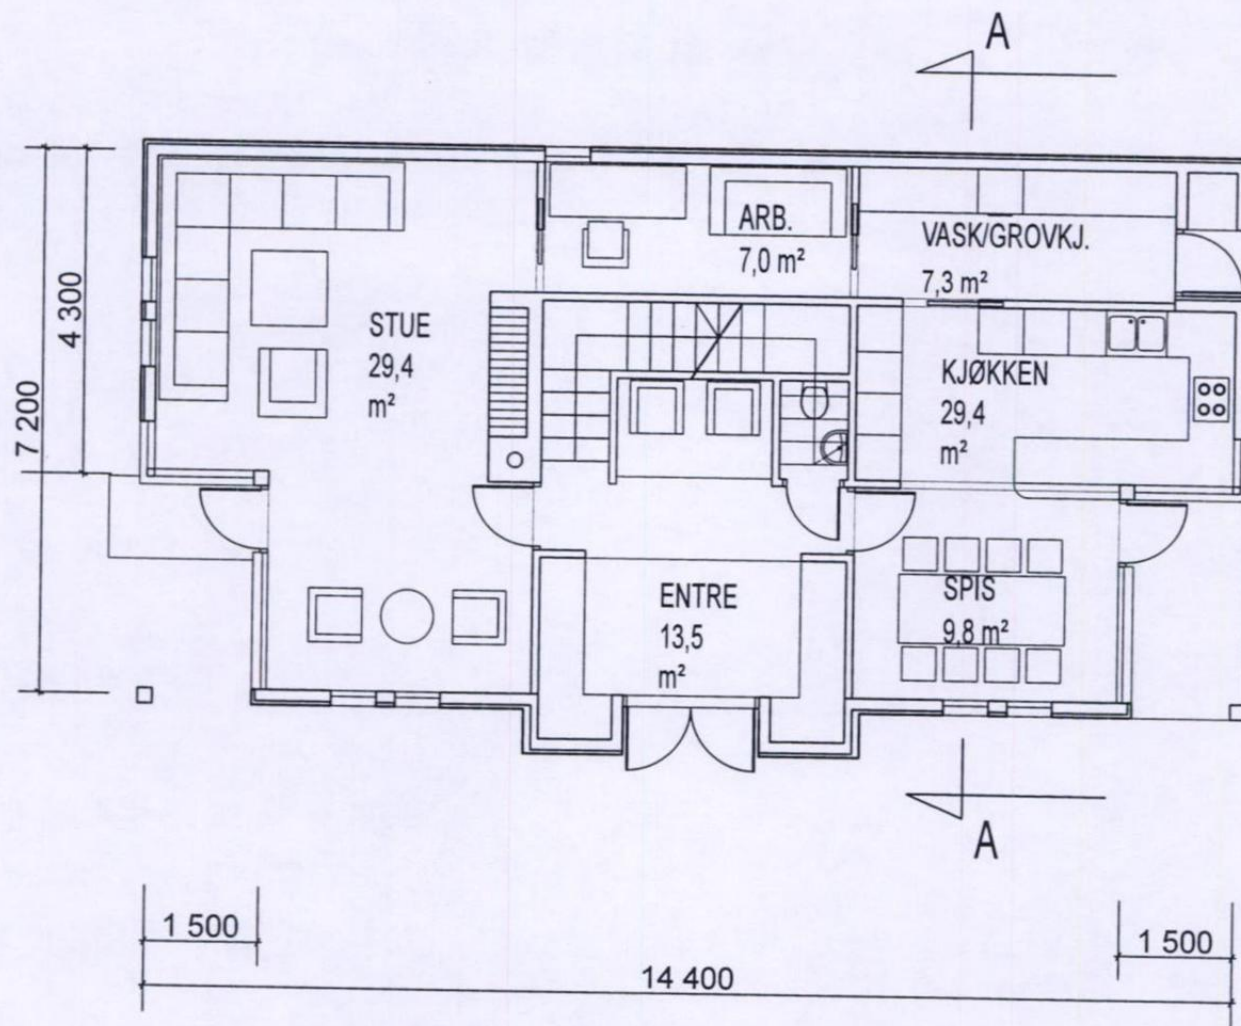 A
ARB.
7,0 m²
VASK/GROVKJ.
7,3 m²
4 300
7 200
STUE
29,4
m²
KJØKKEN
29,4
m²
ENTRE
13,5
m²
SPIS
9,8 m²
A
1 500
1 500
14 400